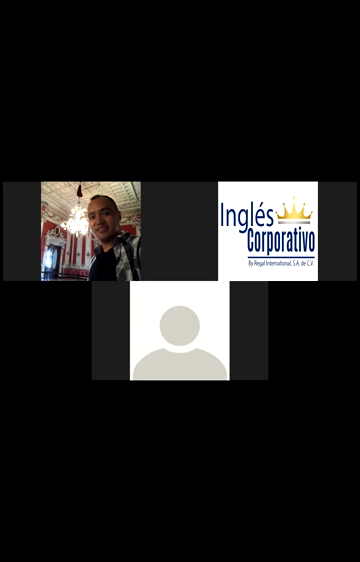 Inglés
Corporativo
By Regal International, S.A. de C.V.